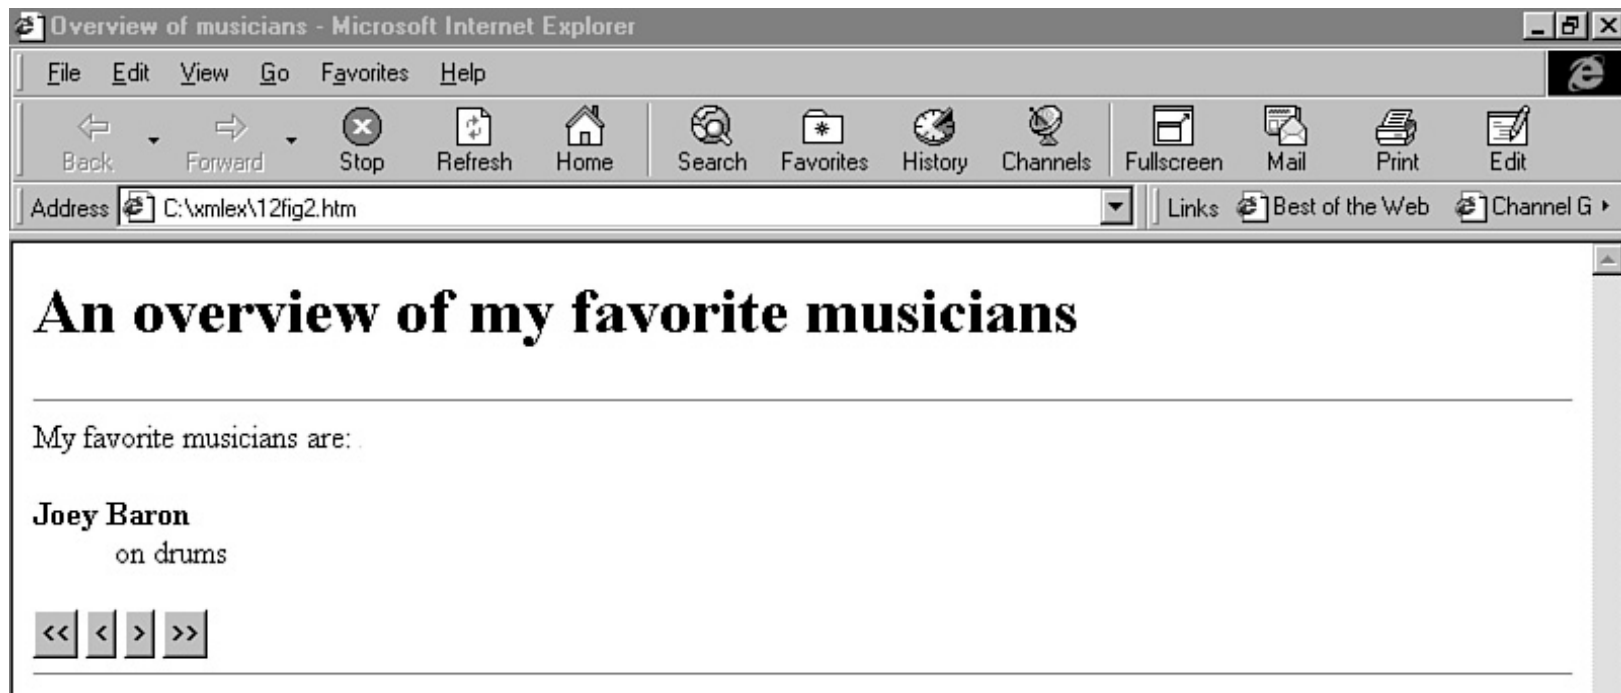 Overview of musicians - Microsoft Internet Explorer
File Edit View Go Favorites Help
Back Forward Stop Refresh Home Search Favorites History Channels Fullscreen Mail Print Edit
Address C:\xmlex\12fig2.htm Links Best of the Web Channel G
An overview of my favorite musicians
My favorite musicians are:
Joey Baron
on drums
<< < > >>